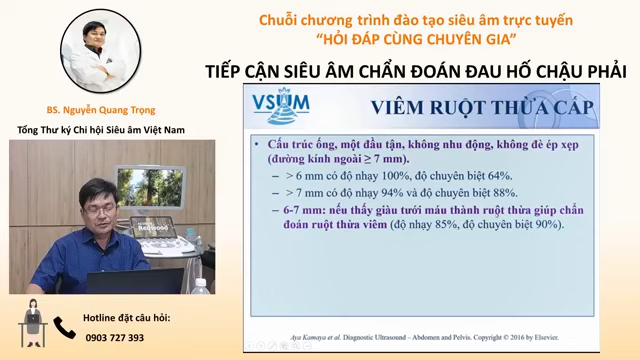 Chuỗi chương trình đào tạo siêu âm trực tuyến
“HỎI ĐÁP CÙNG CHUYÊN GIA”
TIẾP CẬN SIÊU ÂM CHẨN ĐOÁN ĐAU HỐ CHẬU PHẢI
BS. Nguyễn Quang Trọng
Tổng Thư ký Chi hội Siêu âm Việt Nam
VSUM
VIÊM RUỘT THỪA CẤP
• Cấu trúc ống, một đầu tận, không nhu động, không đè ép xẹp
(đường kính ngoài ≥ 7 mm).
– > 6 mm có độ nhạy 100%, độ chuyên biệt 64%.
– > 7 mm có độ nhạy 94% và độ chuyên biệt 88%.
– 6-7 mm: nếu thấy giàu tưới máu thành ruột thừa giúp chẩn
đoán ruột thừa viêm (độ nhạy 85%, độ chuyên biệt 90%).
Aya Kamaya et al. Diagnostic Ultrasound – Abdomen and Pelvis. Copyright © 2016 by Elsevier.
Hotline đặt câu hỏi:
0903 727 393